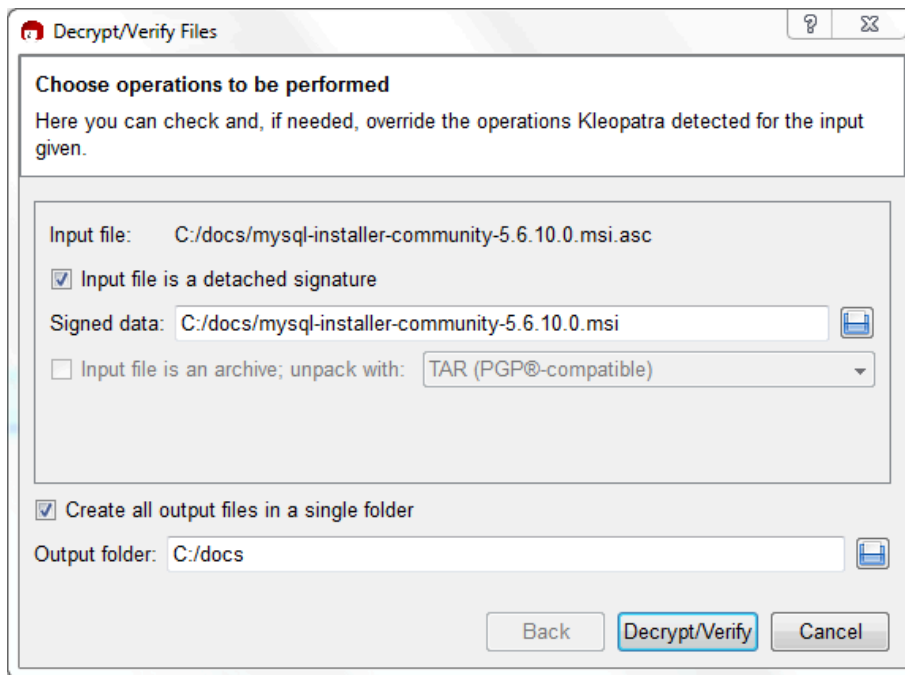 Decrypt/Verify Files
Choose operations to be performed
Here you can check and, if needed, override the operations Kleopatra detected for the input
given.
Input file: C:/docs/mysql-installer-community-5.6.10.0.msi.asc
Input file is a detached signature
Signed data: C:/docs/mysql-installer-community-5.6.10.0.msi
Input file is an archive; unpack with: TAR (PGP®-compatible)
Create all output files in a single folder
Output folder: C:/docs
Back Decrypt/Verify Cancel